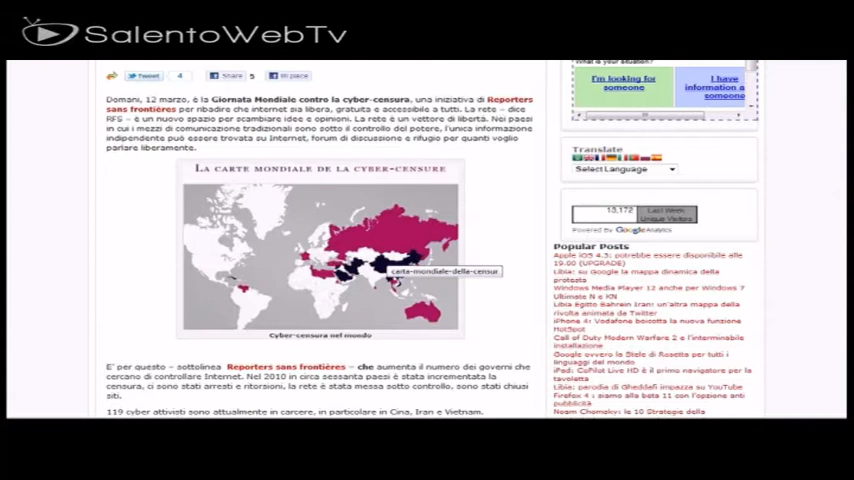 SalentoWebTv
Tweet
4
Share
5
Mi piace
Domani, 12 marzo, è la Giornata Mondiale contro la cyber-censura, una iniziativa di Reporters
sans frontières per ribadire che internet sia libera, gratuita e accessibile a tutti. La rete – dice
RFS – è un nuovo spazio per scambiare idee e opinioni. La rete è un vettore di libertà. Nei paesi
in cui i mezzi di comunicazione tradizionali sono sotto il controllo del potere, l'unica informazione
indipendente può essere trovata su Internet, forum di discussione e rifugio per quanti voglio
parlare liberamente.
LA CARTE MONDIALE DE LA CYBER-CENSURE
carta-mondiale-della-censur
Cyber-censura nel mondo
E' per questo – sottolinea Reporters sans frontières – che aumenta il numero dei governi che
cercano di controllare Internet. Nel 2010 in circa sessanta paesi è stata incrementata la
censura, ci sono stati arresti e ritorsioni, la rete è stata messa sotto controllo, sono stati chiusi
siti.
119 cyber attivisti sono attualmente in carcere, in particolare in Cina, Iran e Vietnam.
What is your situation?
I'm looking for
someone
I have
information a
someone
Translate
Select Language
13,172
Last Week
Unique Visitors
Powered by Google Analytics
Popular Posts
Apple iOS 4.3: potrebbe essere disponibile alle
19.00 (UPGRADE)
Libia: su Google la mappa dinamica della
protesta
Windows Media Player 12 anche per Windows 7
Ultimate N e KN
Libia Egitto Bahrein Iran: un'altra mappa della
rivolta animata da Twitter
iPhone 4: Vodafone boicotta la nuova funzione
HotSpot
Call of Duty Modern Warfare 2 e l'interminabile
installazione
Google ovvero la Stele di Rosetta per tutti i
linguaggi del mondo
iPad: CoPilot Live HD è il primo navigatore per la
tavoletta
Libia: parodia di Gheddafi impazza su YouTube
Firefox 4 : siamo alla beta 11 con l'opzione anti
pubblicità
Noam Chomsky: le 10 Strategie della